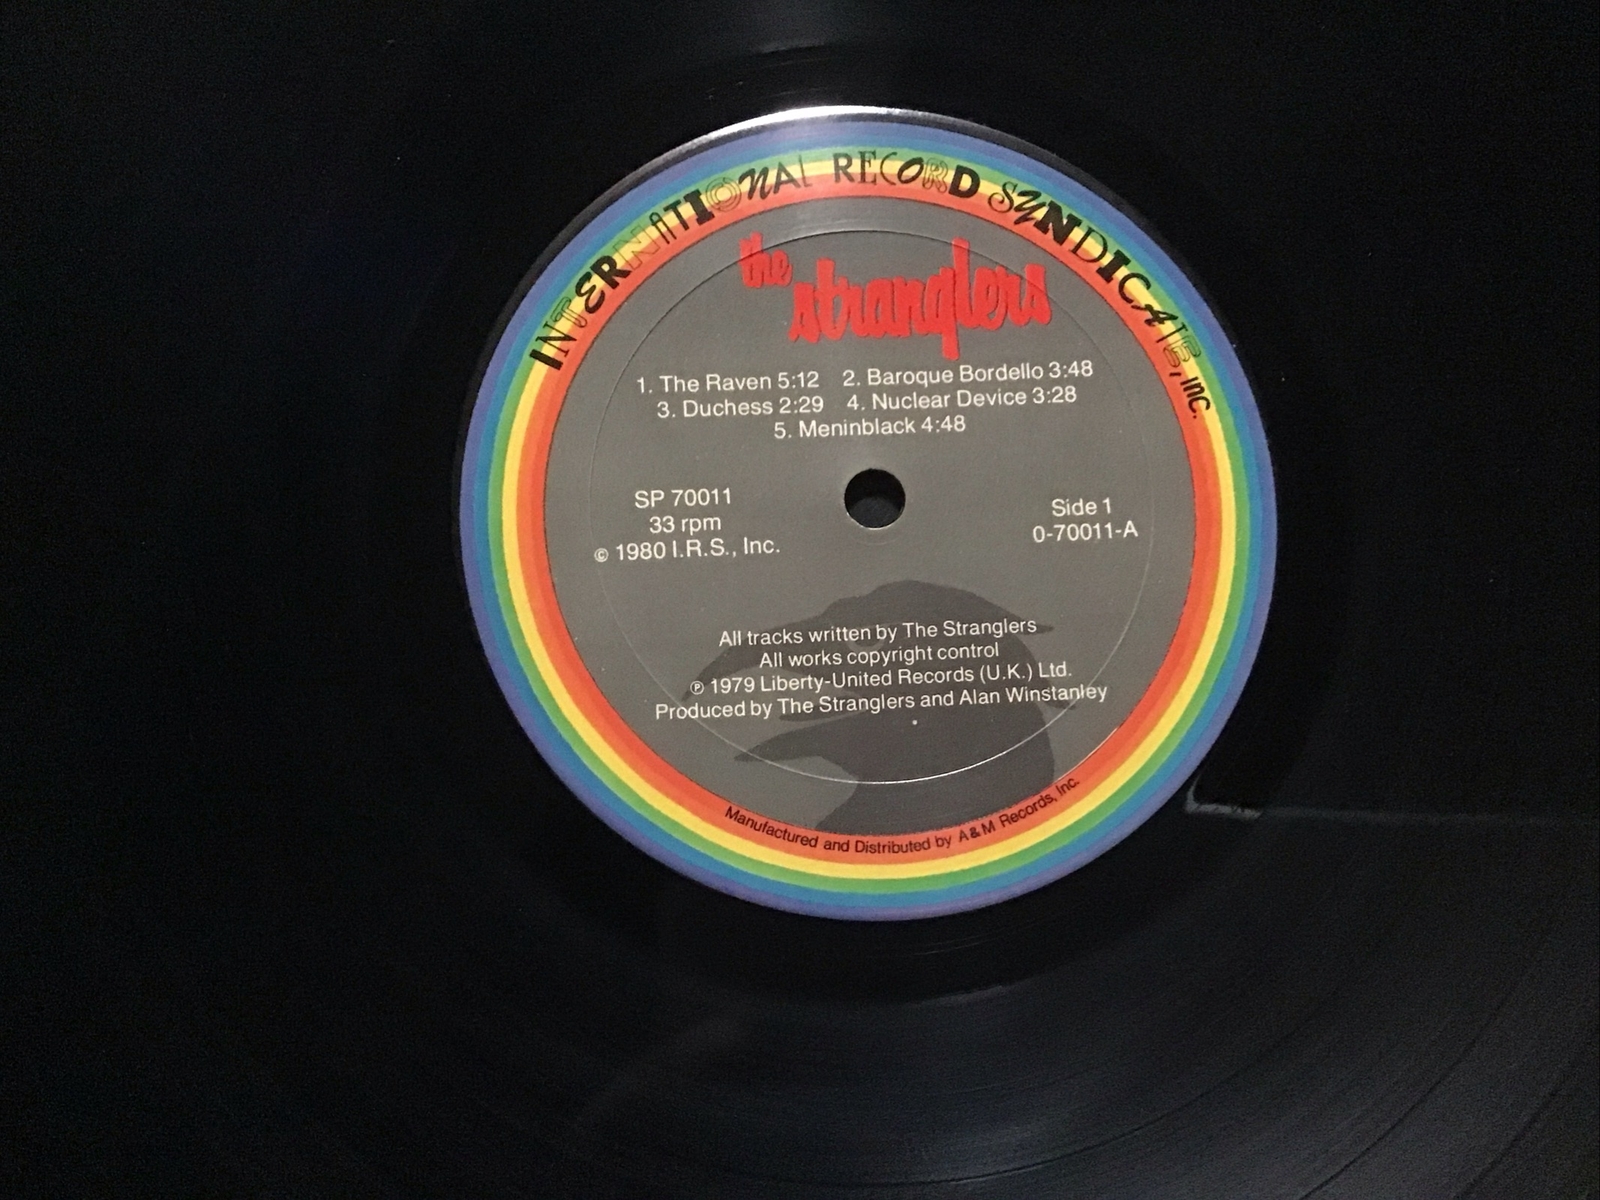 INTERNATIONAL RECORD SYNDICATE, INC.
the stranglers
1. The Raven 5:12 2. Baroque Bordello 3:48
3. Duchess 2:29 4. Nuclear Device 3:28
5. Meninblack 4:48
SP 70011
33 rpm
© 1980 I.R.S., Inc.
Side 1
0-70011-A
All tracks written by The Stranglers
All works copyright control
℗ 1979 Liberty-United Records (U.K.) Ltd.
Produced by The Stranglers and Alan Winstanley
Manufactured and Distributed by A&M Records, Inc.